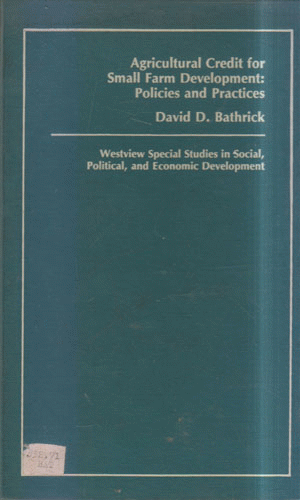 Agricultural Credit for
Small Farm Development:
Policies and Practices
David D. Bathrick
Westview Special Studies in Social,
Political, and Economic Development